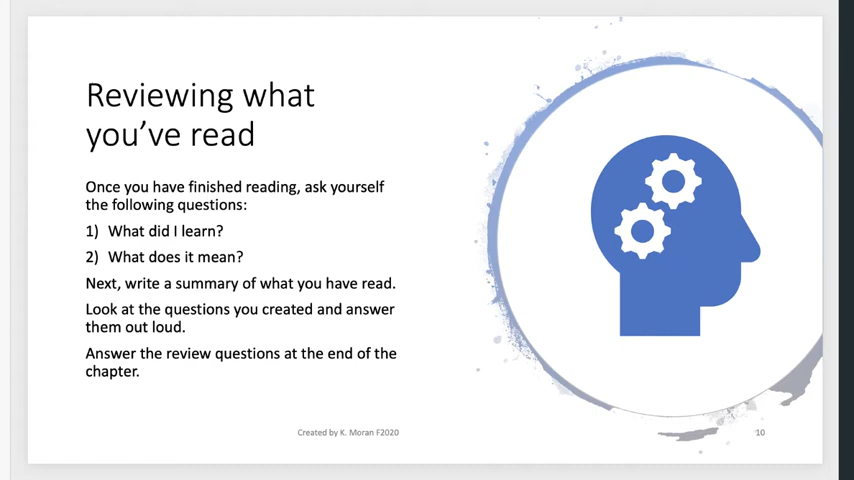 Reviewing what
you've read
Once you have finished reading, ask yourself
the following questions:
1) What did I learn?
2) What does it mean?
Next, write a summary of what you have read.
Look at the questions you created and answer
them out loud.
Answer the review questions at the end of the
chapter.
Created by K. Moran F2020
10